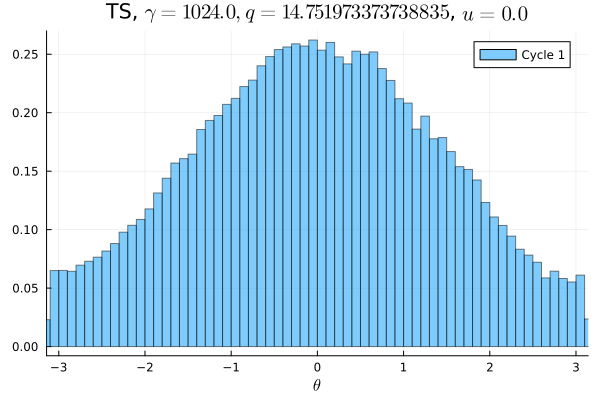 TS, γ = 1024.0, q = 14.751973373738835, u = 0.0
Cycle 1
0.25
0.20
0.15
0.10
0.05
0.00
−3 −2 −1 0 1 2 3
θ